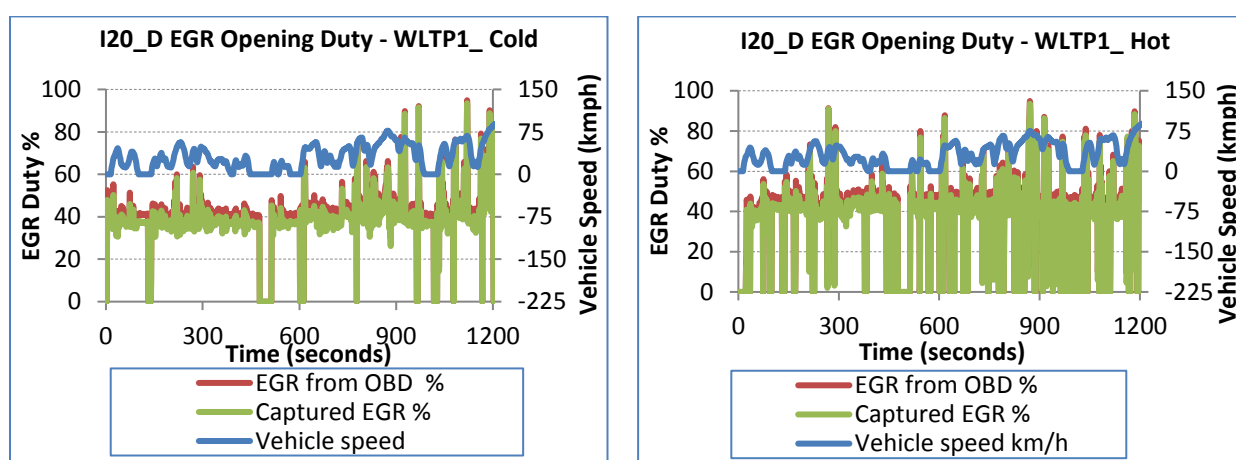 I20_D EGR Opening Duty - WLTP1_ Cold
EGR Duty %
100
80
60
40
20
0
150
75
0
-75
-150
-225
Vehicle Speed (kmph)
0 300 600 900 1200
Time (seconds)
EGR from OBD %
Captured EGR %
Vehicle speed
I20_D EGR Opening Duty - WLTP1_ Hot
EGR Duty %
100
80
60
40
20
0
150
75
0
-75
-150
-225
Vehicle Speed (kmph)
0 300 600 900 1200
Time (seconds)
EGR from OBD %
Captured EGR %
Vehicle speed km/h